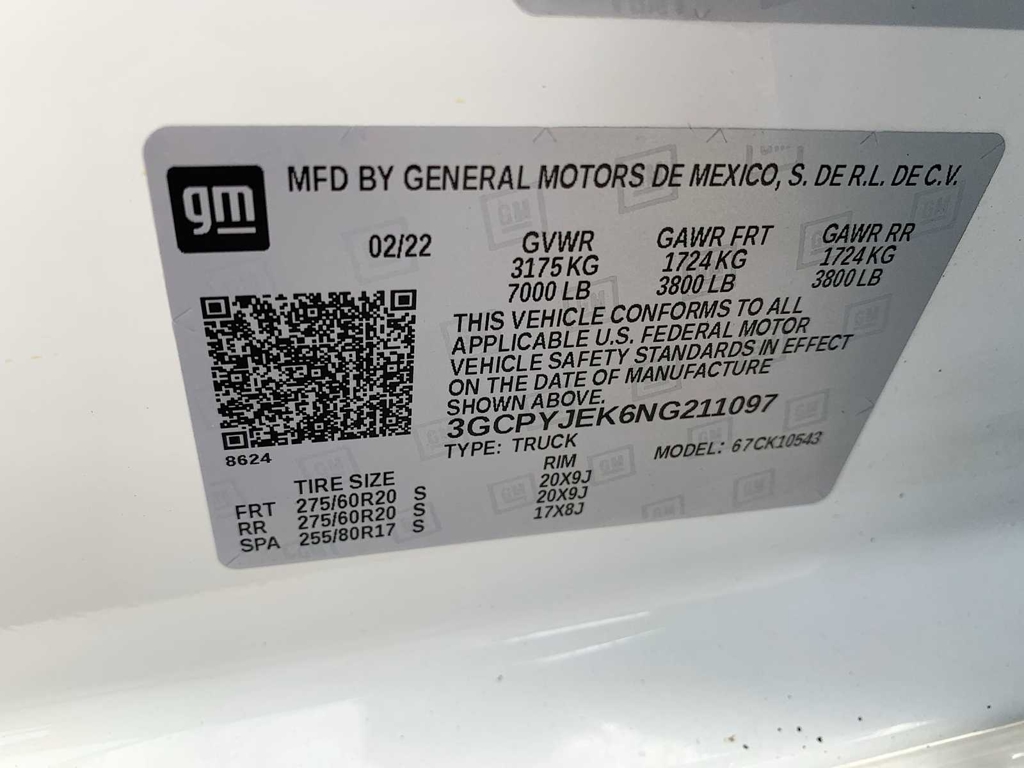 gm
MFD BY GENERAL MOTORS DE MEXICO, S. DE R.L. DE C.V.
02/22
GVWR GAWR FRT GAWR RR
3175 KG 1724 KG 1724 KG
7000 LB 3800 LB 3800 LB
THIS VEHICLE CONFORMS TO ALL
APPLICABLE U.S. FEDERAL MOTOR
VEHICLE SAFETY STANDARDS IN EFFECT
ON THE DATE OF MANUFACTURE
SHOWN ABOVE.
3GCPYJEK6NG211097
TYPE: TRUCK MODEL: 67CK10543
8624
TIRE SIZE RIM
FRT 275/60R20 S 20X9J
RR 275/60R20 S 20X9J
SPA 255/80R17 S 17X8J